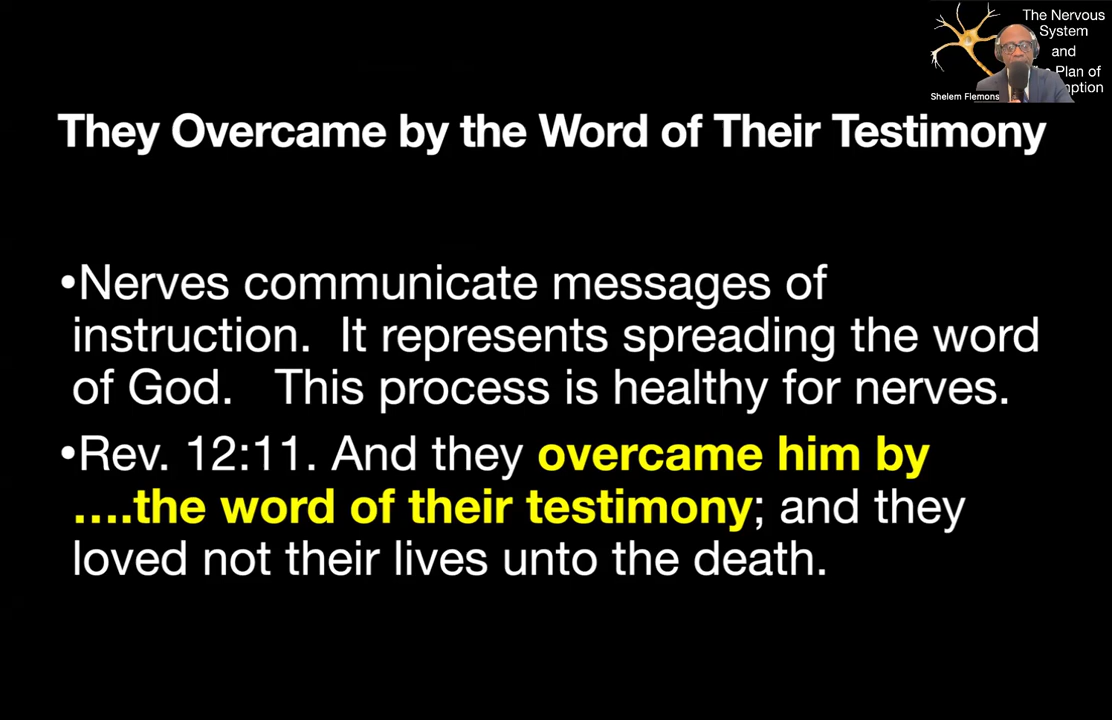 The Nervous
System
and
Plan of
Shelem Flemons
They Overcame by the Word of Their Testimony
•Nerves communicate messages of
instruction.  It represents spreading the word
of God.   This process is healthy for nerves.
•Rev. 12:11. And they overcame him by
….the word of their testimony; and they
loved not their lives unto the death.